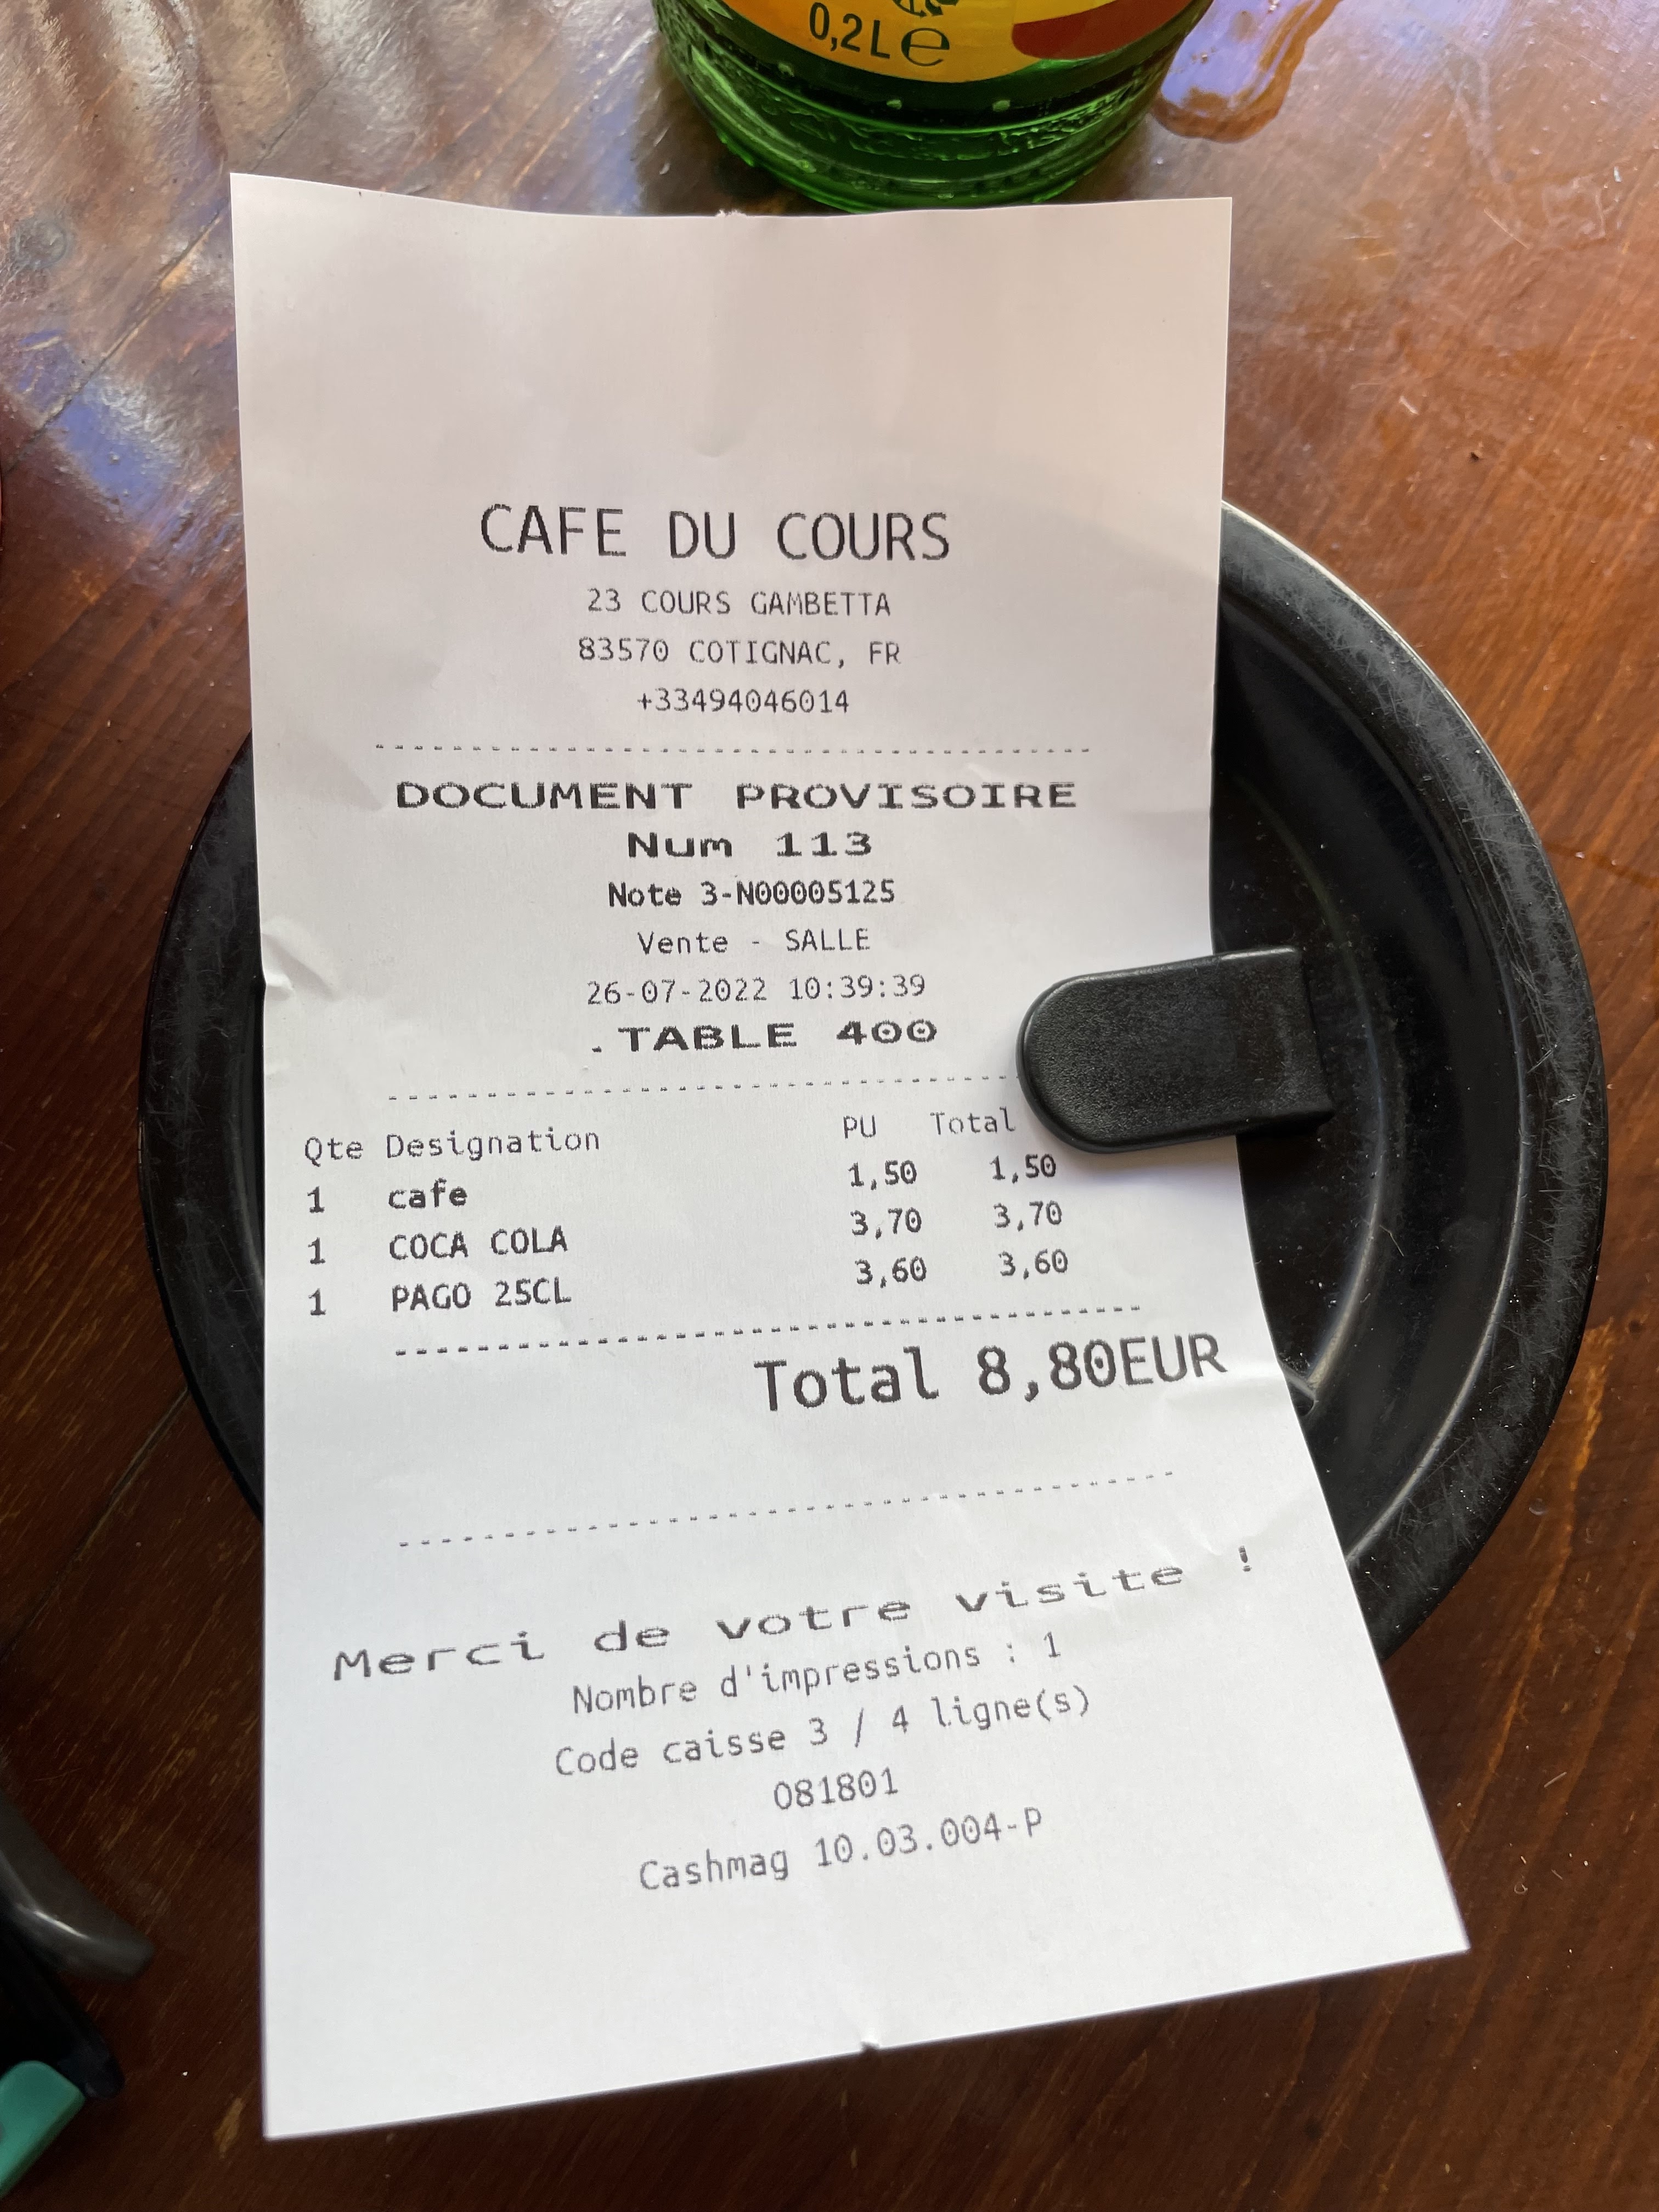 0,2L℮
CAFE DU COURS
23 COURS GAMBETTA
83570 COTIGNAC, FR
+33494046014
DOCUMENT PROVISOIRE
Num 113
Note 3-N00005125
Vente - SALLE
26-07-2022 10:39:39
.TABLE 400
Qte Designation PU Total
1 cafe 1,50 1,50
1 COCA COLA 3,70 3,70
1 PAGO 25CL 3,60 3,60
Total 8,80EUR
Merci de votre visite !
Nombre d'impressions : 1
Code caisse 3 / 4 ligne(s)
081801
Cashmag 10.03.004-P